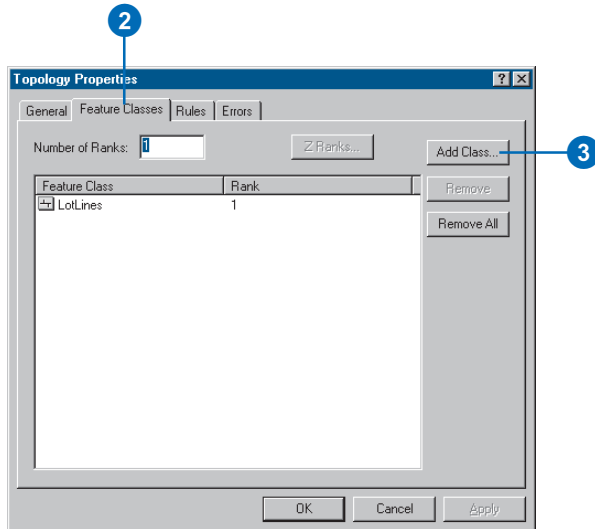 2
Topology Properties
General Feature Classes Rules Errors
Number of Ranks: 1 Z Ranks... Add Class... 3
Feature Class Rank Remove
LotLines 1
Remove All
OK Cancel Apply